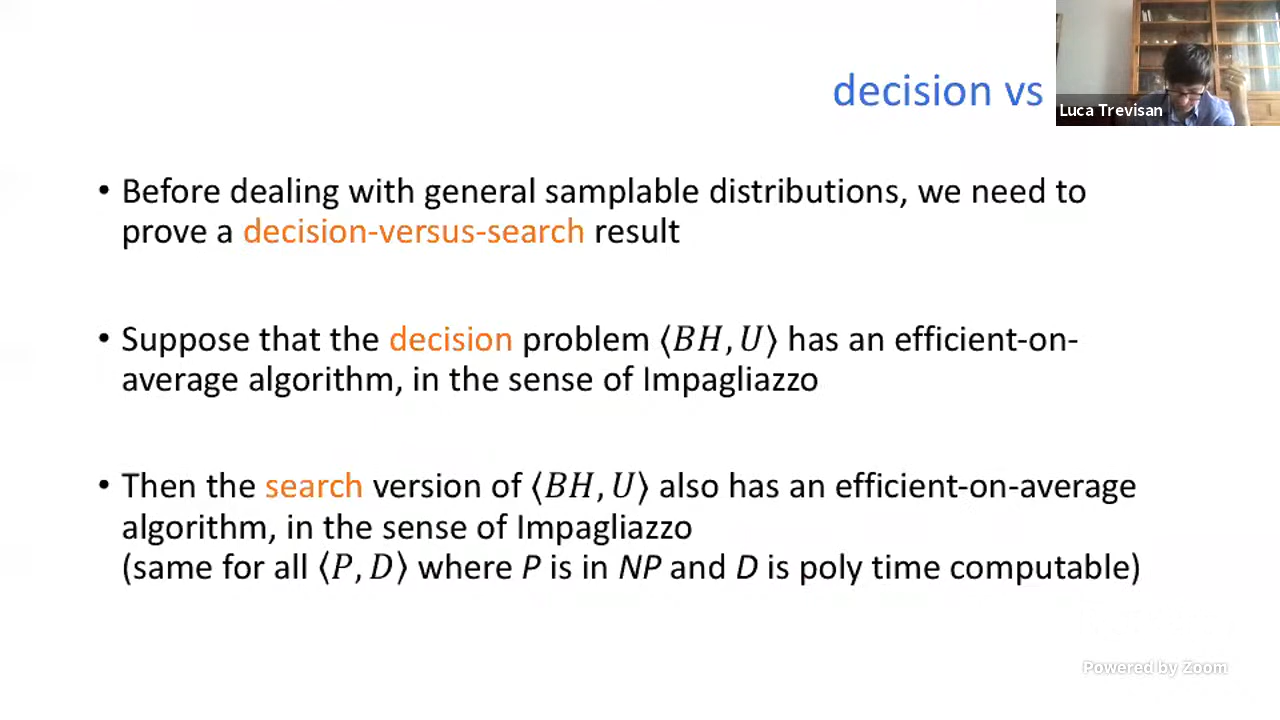 decision vs
Luca Trevisan
• Before dealing with general samplable distributions, we need to
prove a decision-versus-search result
• Suppose that the decision problem ⟨BH, U⟩ has an efficient-on-
average algorithm, in the sense of Impagliazzo
• Then the search version of ⟨BH, U⟩ also has an efficient-on-average
algorithm, in the sense of Impagliazzo
(same for all ⟨P, D⟩ where P is in NP and D is poly time computable)
Powered by Zoom